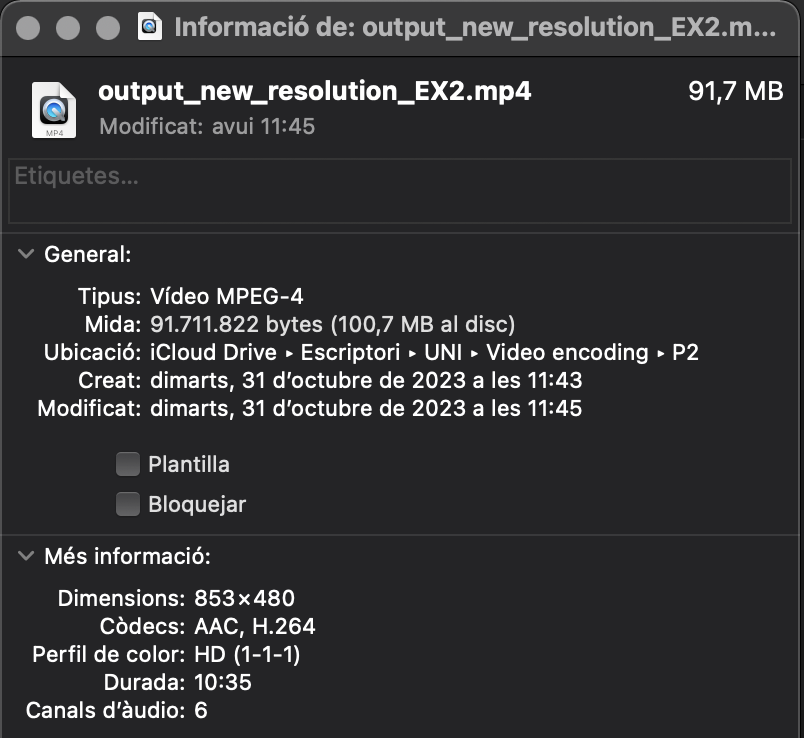 Informació de: output_new_resolution_EX2.m...
output_new_resolution_EX2.mp4 91,7 MB
Modificat: avui 11:45
MP4
Etiquetes...
General:
Tipus: Vídeo MPEG-4
Mida: 91.711.822 bytes (100,7 MB al disc)
Ubicació: iCloud Drive ▸ Escriptori ▸ UNI ▸ Video encoding ▸ P2
Creat: dimarts, 31 d’octubre de 2023 a les 11:43
Modificat: dimarts, 31 d’octubre de 2023 a les 11:45
Plantilla
Bloquejar
Més informació:
Dimensions: 853×480
Còdecs: AAC, H.264
Perfil de color: HD (1-1-1)
Durada: 10:35
Canals d’àudio: 6